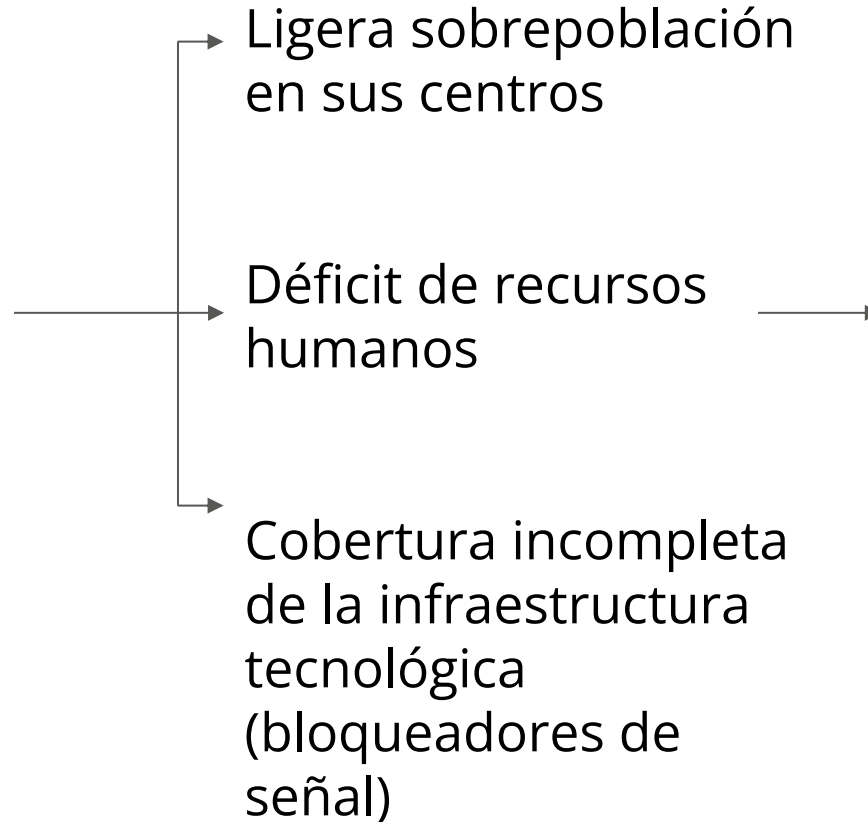 Ligera sobrepoblación
en sus centros
Déficit de recursos
humanos
Cobertura incompleta
de la infraestructura
tecnológica
(bloqueadores de
señal)